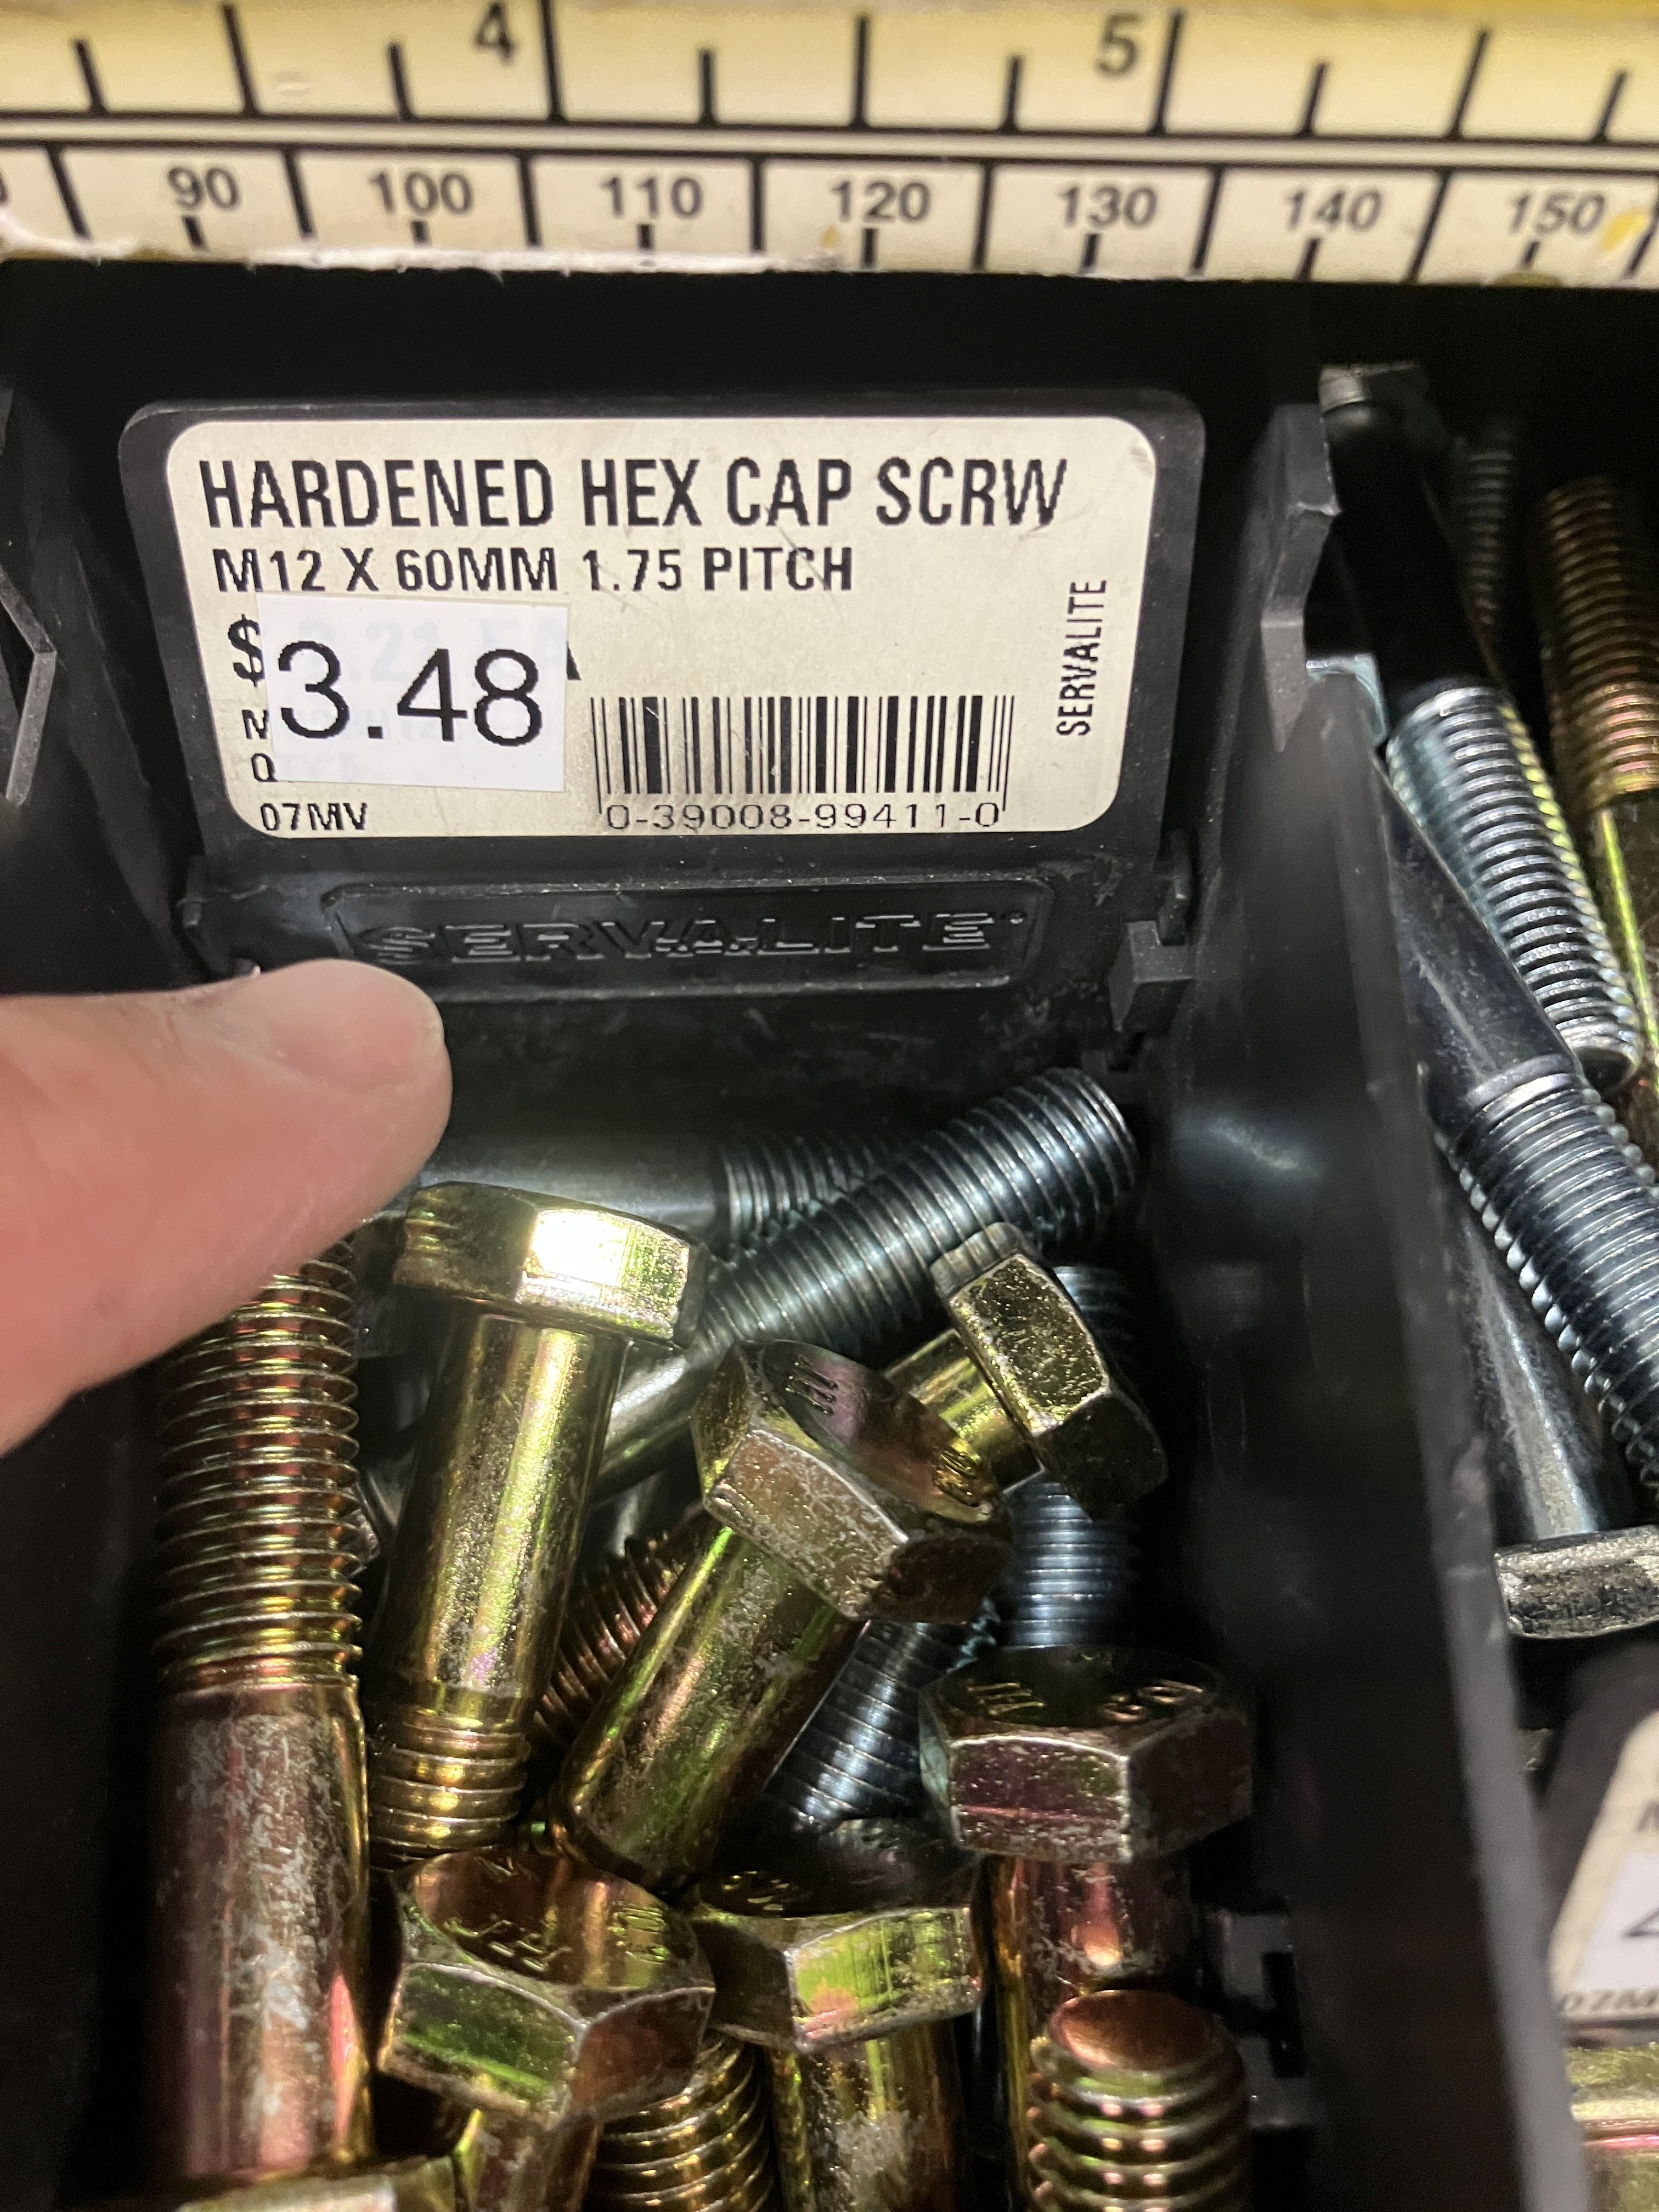 4 5
90 100 110 120 130 140 150
HARDENED HEX CAP SCRW
M12 X 60MM 1.75 PITCH
$3.48
SERVALITE
07MV
0-39008-99411-0
SERVALITE